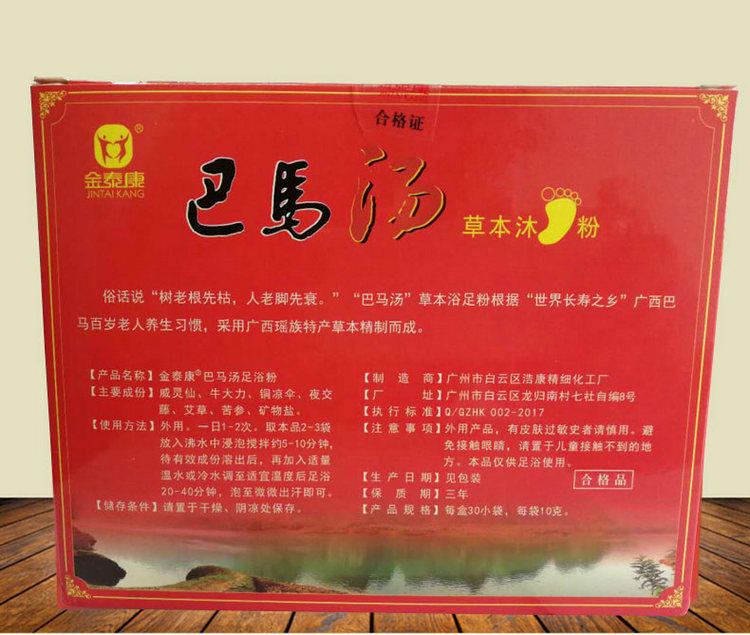 合格证
金泰康®
JINTAI KANG
巴馬汤 草本沐粉
俗话说“树老根先枯，人老脚先衰。”“巴马汤”草本浴足粉根据“世界长寿之乡”广西巴
马百岁老人养生习惯，采用广西瑶族特产草本精制而成。
【产品名称】金泰康®巴马汤足浴粉
【主要成份】威灵仙、牛大力、铜凉伞、夜交
藤、艾草、苦参、矿物盐。
【使用方法】外用。一日1-2次。取本品2-3袋
放入沸水中浸泡搅拌约5-10分钟，
待有效成份溶出后，再加入适量
温水或冷水调至适宜温度后足浴
20-40分钟，泡至微微出汗即可。
【储存条件】请置于干燥、阴凉处保存。
【制造商】广州市白云区浩康精细化工厂
【厂址】广州市白云区龙归南村七社自编8号
【执行标准】Q/GZHK 002-2017
【注意事项】外用产品，有皮肤过敏史者请慎用。避
免接触眼睛，请置于儿童接触不到的地
方。本品仅供足浴使用。
【生产日期】见包装
【保质期】三年
【产品规格】每盒30小袋，每袋10克。
合格品